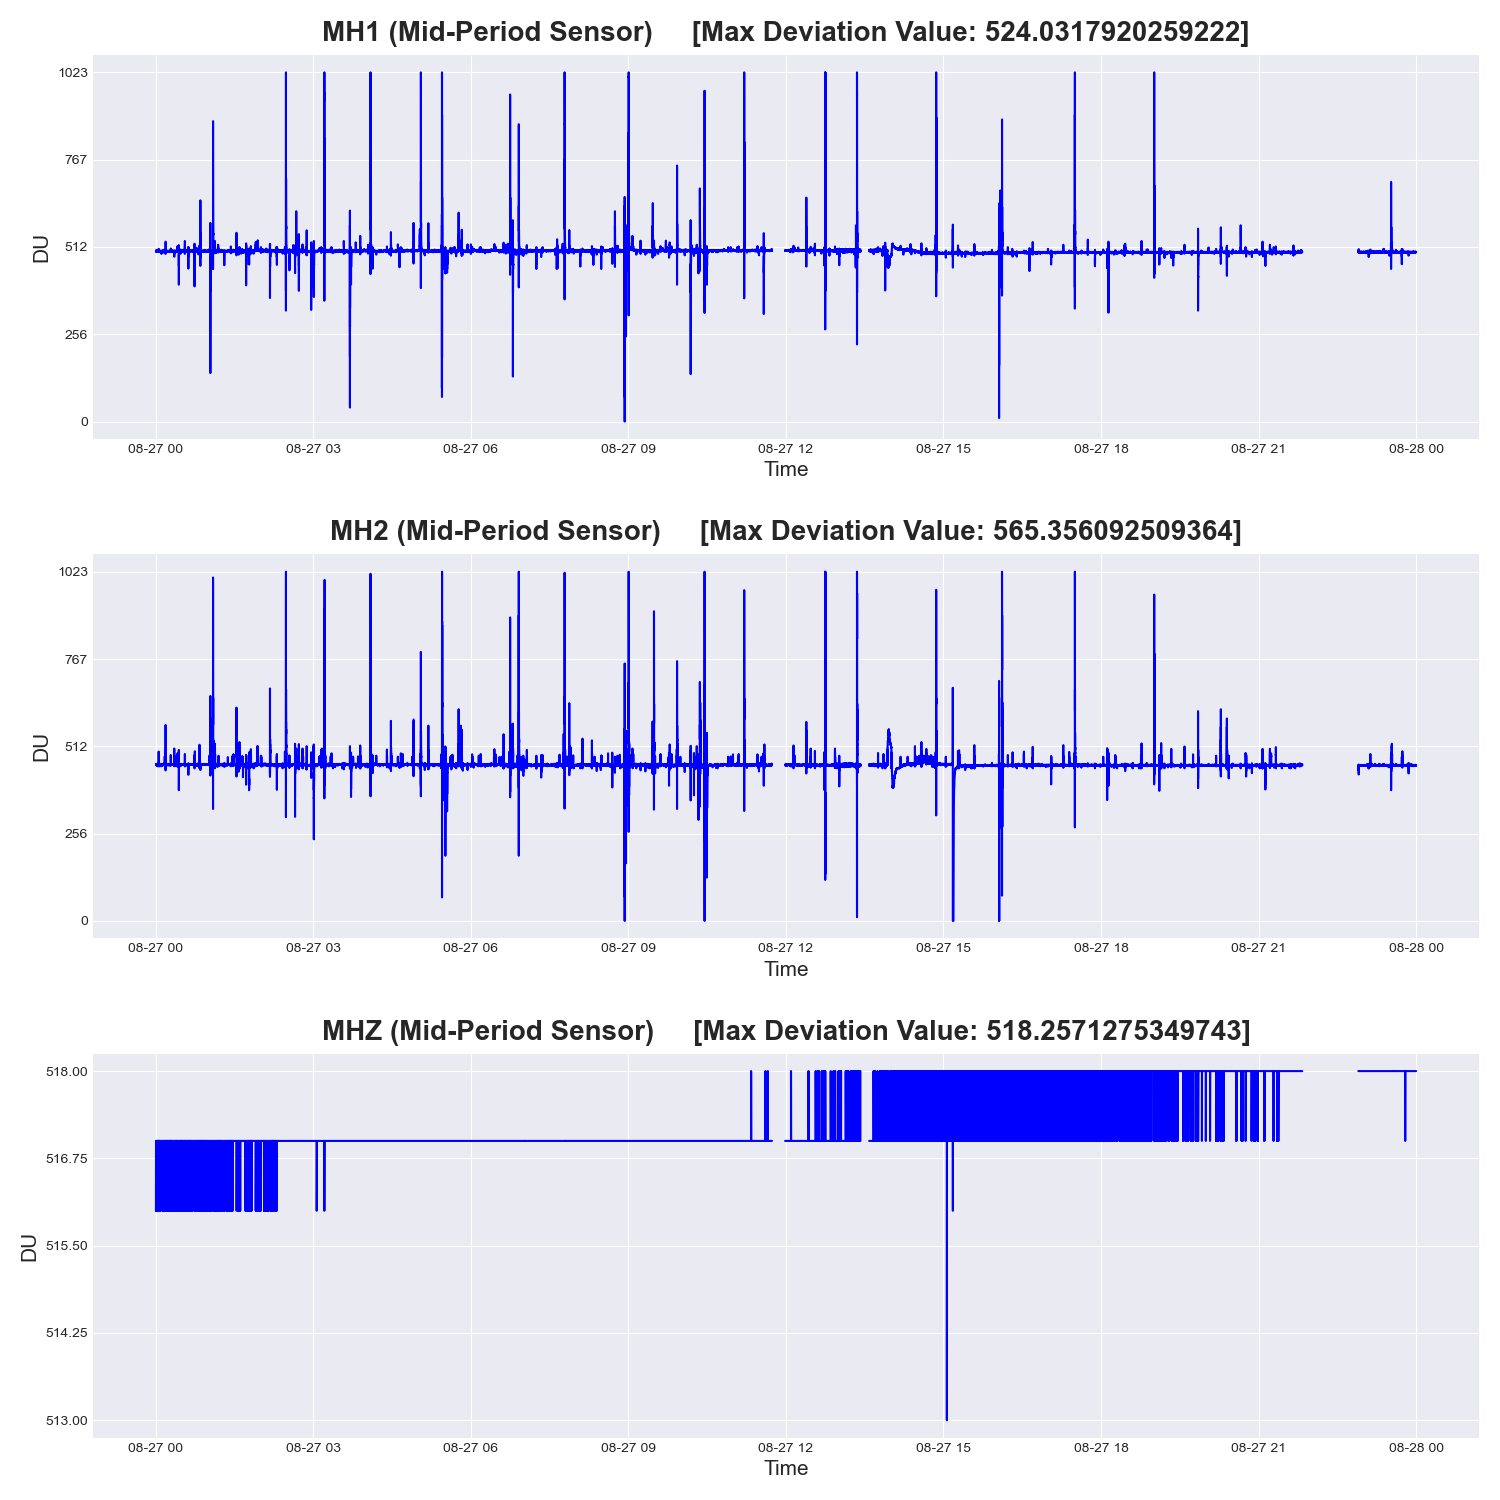 MH1 (Mid-Period Sensor) [Max Deviation Value: 524.0317920259222]
1023
767
512
256
0
DU
08-27 00 08-27 03 08-27 06 08-27 09 08-27 12 08-27 15 08-27 18 08-27 21 08-28 00
Time
MH2 (Mid-Period Sensor) [Max Deviation Value: 565.356092509364]
1023
767
512
256
0
DU
08-27 00 08-27 03 08-27 06 08-27 09 08-27 12 08-27 15 08-27 18 08-27 21 08-28 00
Time
MHZ (Mid-Period Sensor) [Max Deviation Value: 518.2571275349743]
518.00
516.75
515.50
514.25
513.00
DU
08-27 00 08-27 03 08-27 06 08-27 09 08-27 12 08-27 15 08-27 18 08-27 21 08-28 00
Time